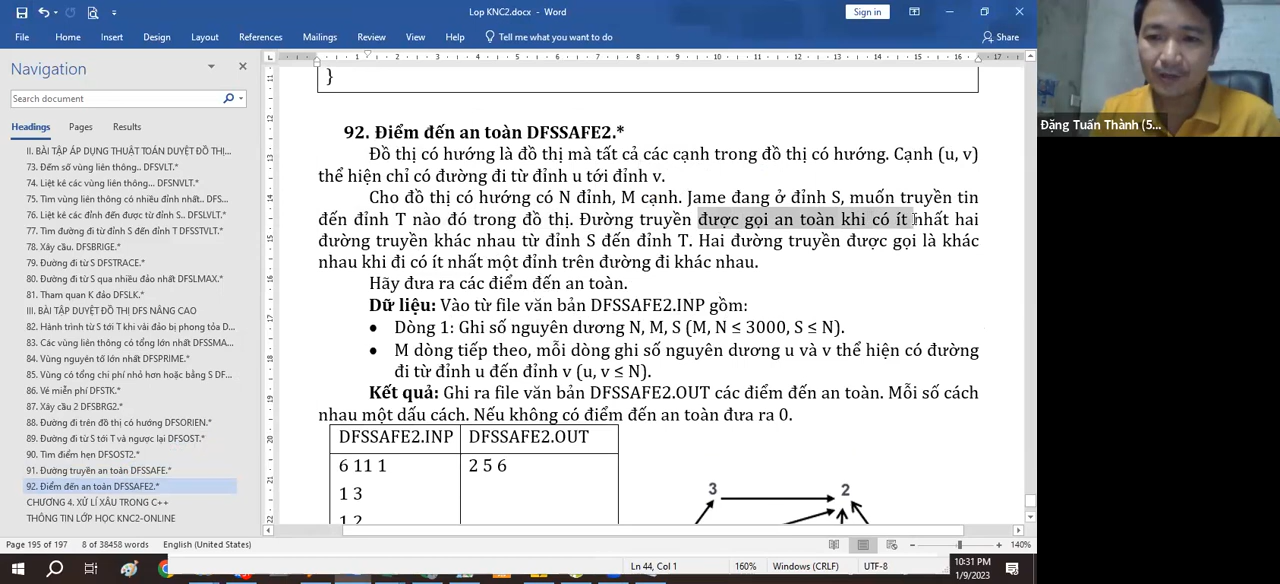 Lop KNC2.docx - Word
Sign in
File Home Insert Design Layout References Mailings Review View Help Tell me what you want to do Share
Navigation
Search document
Headings Pages Results
II. BÀI TẬP ÁP DỤNG THUẬT TOÁN DUYỆT ĐỒ THỊ...
73. Đếm số vùng liên thông.. DFSVLT.*
74. Liệt kê các vùng liên thông.. DFSNVLT.*
75. Vùng liên thông có nhiều đỉnh nhất.. DFS...
76. Liệt kê các đỉnh đến được từ đỉnh S.. DFSLVLT.*
77. Tìm đường đi từ đỉnh S đến đỉnh T DFSSTVLT.*
78. Xây cầu. DFSBRIGE.*
79. Đường đi từ S DFSTRACE.*
80. Đường đi từ S qua nhiều đảo nhất DFSLMAX.*
81. Tham quan K đảo DFSLK.*
III. BÀI TẬP DUYỆT ĐỒ THỊ DFS NÂNG CAO
82. Hành trình từ S tới T khi vài đảo bị phong tỏa D...
83. Các vùng liên thông có tổng lớn nhất DFSSMA...
84. Vùng nguyên tố lớn nhất DFSPRIME.*
85. Vùng có tổng chi phí nhỏ hơn hoặc bằng S DF...
86. Vé miễn phí DFSTK.*
87. Xây cầu 2 DFSBRG2.*
88. Đường đi trên đồ thị có hướng DFSORIEN.*
89. Đường đi từ S tới T và ngược lại DFSOST.*
90. Tìm điểm hẹn DFSOST2.*
91. Đường truyền an toàn DFSSAFE.*
92. Điểm đến an toàn DFSSAFE2.*
CHƯƠNG 4. XỬ LÍ XÂU TRONG C++
THÔNG TIN LỚP HỌC KNC2-ONLINE
}
92. Điểm đến an toàn DFSSAFE2.*
Đồ thị có hướng là đồ thị mà tất cả các cạnh trong đồ thị có hướng. Cạnh (u, v)
thể hiện chỉ có đường đi từ đỉnh u tới đỉnh v.
Cho đồ thị có hướng có N đỉnh, M cạnh. Jame đang ở đỉnh S, muốn truyền tin
đến đỉnh T nào đó trong đồ thị. Đường truyền được gọi an toàn khi có ít nhất hai
đường truyền khác nhau từ đỉnh S đến đỉnh T. Hai đường truyền được gọi là khác
nhau khi đi có ít nhất một đỉnh trên đường đi khác nhau.
Hãy đưa ra các điểm đến an toàn.
Dữ liệu: Vào từ file văn bản DFSSAFE2.INP gồm:
• Dòng 1: Ghi số nguyên dương N, M, S (M, N ≤ 3000, S ≤ N).
• M dòng tiếp theo, mỗi dòng ghi số nguyên dương u và v thể hiện có đường
đi từ đỉnh u đến đỉnh v (u, v ≤ N).
Kết quả: Ghi ra file văn bản DFSSAFE2.OUT các điểm đến an toàn. Mỗi số cách
nhau một dấu cách. Nếu không có điểm đến an toàn đưa ra 0.
DFSSAFE2.INP DFSSAFE2.OUT
6 11 1 2 5 6
1 3
1 2
3 2
Đặng Tuấn Thành (5...
Page 195 of 197 8 of 38458 words English (United States) 140%
Ln 44, Col 1 160% Windows (CRLF) UTF-8
10:31 PM
1/9/2023